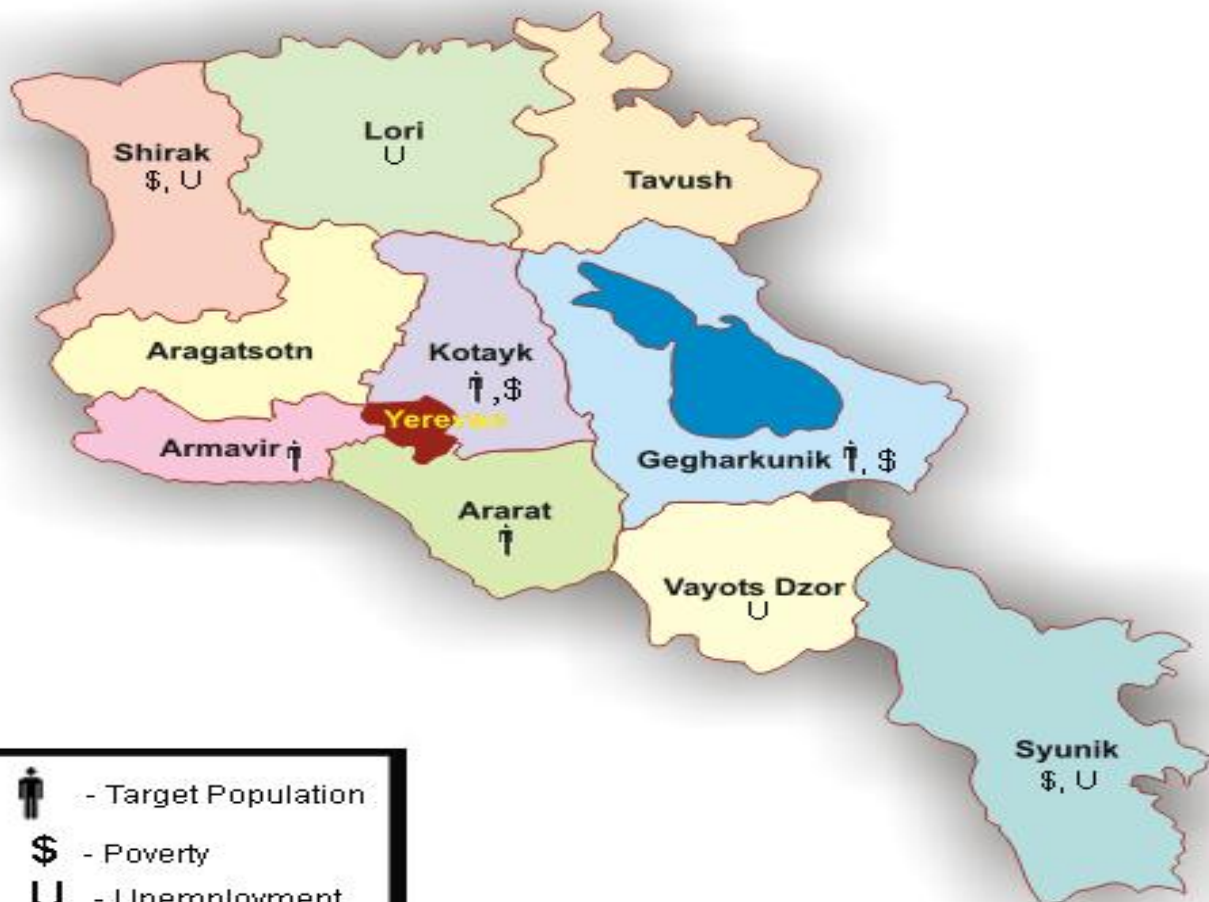 Lori
U
Shirak
$, U
Tavush
Aragatsotn
Kotayk
,$
Yerevan
Armavir
Gegharkunik , $
Ararat
Vayots Dzor
U
Syunik
$, U
- Target Population
$ - Poverty
U - Unemployment